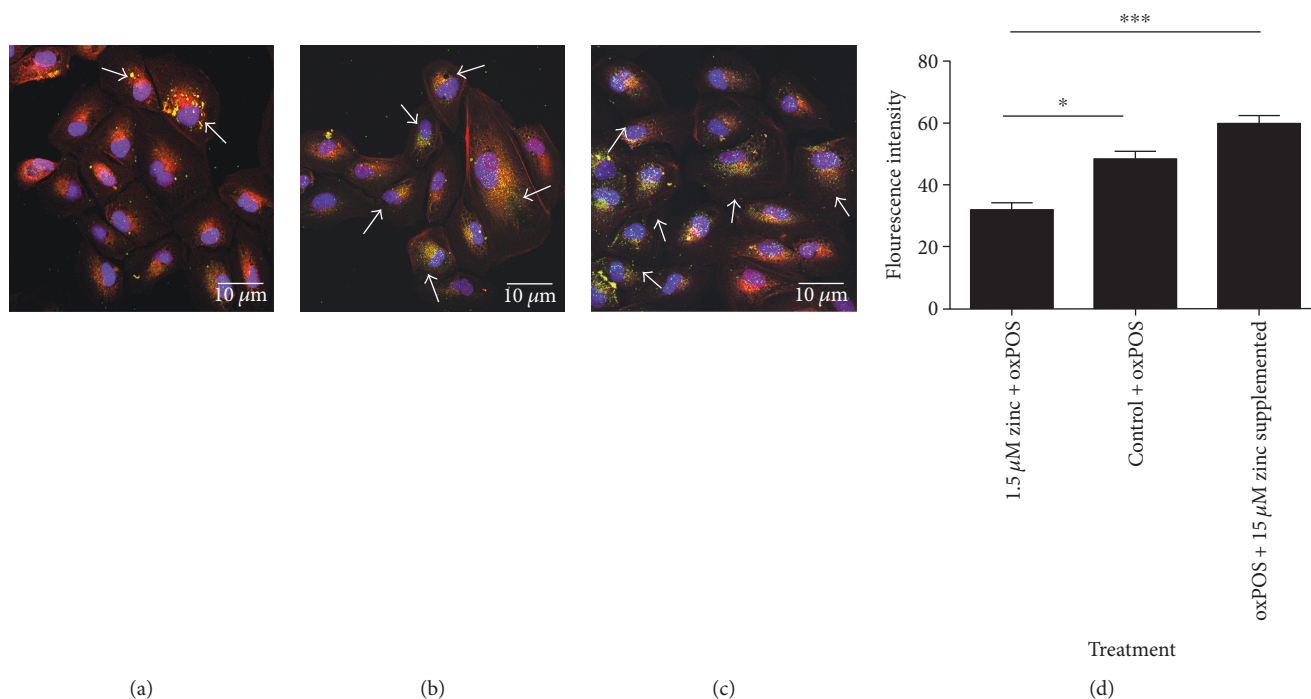 10 μm
10 μm
10 μm
(a)
(b)
(c)
***
*
Flourescence intensity
80
60
40
20
0
1.5 μM zinc + oxPOS
Control + oxPOS
oxPOS + 15 μM zinc supplemented
Treatment
(d)